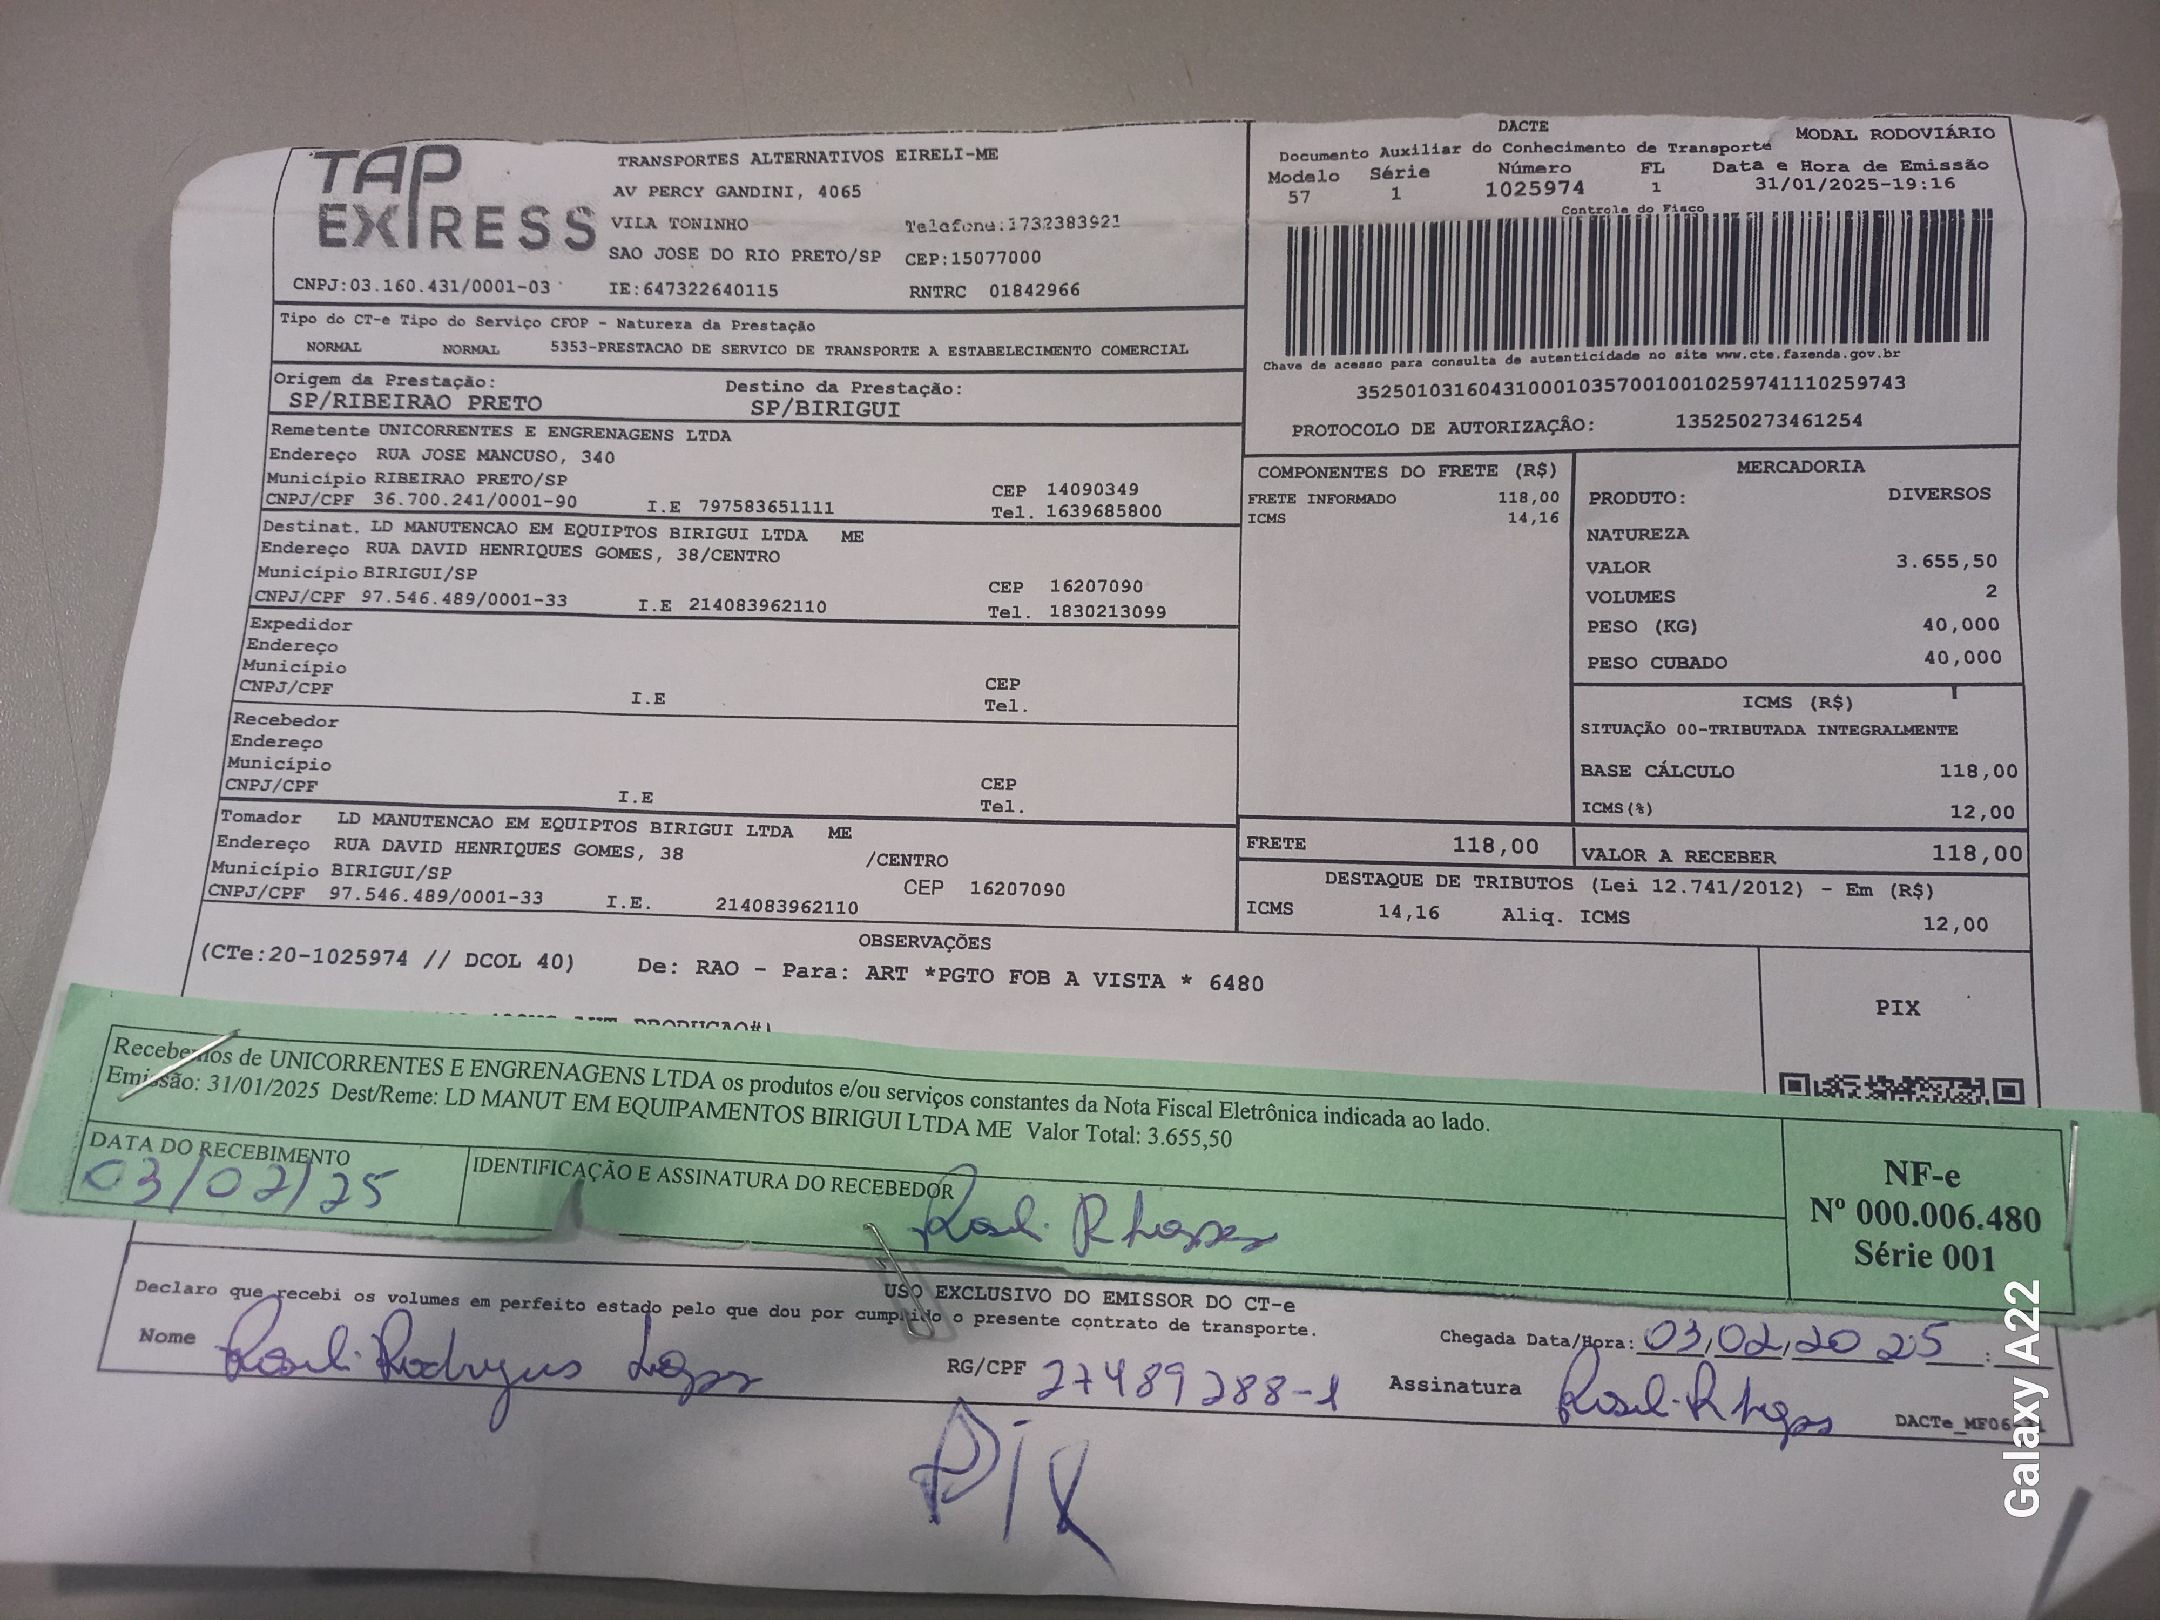 TAP EXPRESS
TRANSPORTES ALTERNATIVOS EIRELI-ME
AV PERCY GANDINI, 4065
VILA TONINHO Telefone:1732383921
SAO JOSE DO RIO PRETO/SP CEP:15077000
CNPJ:03.160.431/0001-03 IE:647322640115 RNTRC 01842966
DACTE
MODAL RODOVIÁRIO
Documento Auxiliar do Conhecimento de Transporte
Modelo Série Número FL Data e Hora de Emissão
57 1 1025974 1 31/01/2025-19:16
Controle do Fisco
Chave de acesso para consulta de autenticidade no site www.cte.fazenda.gov.br
35250103160431000103570010010259741110259743
PROTOCOLO DE AUTORIZAÇÂO: 135250273461254
Tipo do CT-e Tipo do Serviço CFOP - Natureza da Prestação
NORMAL NORMAL 5353-PRESTACAO DE SERVICO DE TRANSPORTE A ESTABELECIMENTO COMERCIAL
Origem da Prestação: Destino da Prestação:
SP/RIBEIRAO PRETO SP/BIRIGUI
Remetente UNICORRENTES E ENGRENAGENS LTDA
Endereço RUA JOSE MANCUSO, 340
Município RIBEIRAO PRETO/SP CEP 14090349
CNPJ/CPF 36.700.241/0001-90 I.E 797583651111 Tel. 1639685800
Destinat. LD MANUTENCAO EM EQUIPTOS BIRIGUI LTDA ME
Endereço RUA DAVID HENRIQUES GOMES, 38/CENTRO
Município BIRIGUI/SP CEP 16207090
CNPJ/CPF 97.546.489/0001-33 I.E 214083962110 Tel. 1830213099
Expedidor
Endereço
Município CEP
CNPJ/CPF I.E Tel.
Recebedor
Endereço
Município CEP
CNPJ/CPF I.E Tel.
Tomador LD MANUTENCAO EM EQUIPTOS BIRIGUI LTDA ME
Endereço RUA DAVID HENRIQUES GOMES, 38 /CENTRO
Município BIRIGUI/SP CEP 16207090
CNPJ/CPF 97.546.489/0001-33 I.E. 214083962110
COMPONENTES DO FRETE (R$)
FRETE INFORMADO 118,00
ICMS 14,16
MERCADORIA
PRODUTO: DIVERSOS
NATUREZA
VALOR 3.655,50
VOLUMES 2
PESO (KG) 40,000
PESO CUBADO 40,000
ICMS (R$)
SITUAÇÃO 00-TRIBUTADA INTEGRALMENTE
BASE CÁLCULO 118,00
ICMS(%) 12,00
FRETE 118,00 VALOR A RECEBER 118,00
DESTAQUE DE TRIBUTOS (Lei 12.741/2012) - Em (R$)
ICMS 14,16 Aliq. ICMS 12,00
OBSERVAÇÕES
(CTe:20-1025974 // DCOL 40) De: RAO - Para: ART *PGTO FOB A VISTA * 6480
PRODUCAO#)
PIX
Recebemos de UNICORRENTES E ENGRENAGENS LTDA os produtos e/ou serviços constantes da Nota Fiscal Eletrônica indicada ao lado.
Emissão: 31/01/2025 Dest/Reme: LD MANUT EM EQUIPAMENTOS BIRIGUI LTDA ME Valor Total: 3.655,50
DATA DO RECEBIMENTO IDENTIFICAÇÃO E ASSINATURA DO RECEBEDOR
03/02/25 Roseli R Lopes
NF-e
Nº 000.006.480
Série 001
USO EXCLUSIVO DO EMISSOR DO CT-e
Declaro que recebi os volumes em perfeito estado pelo que dou por cumprido o presente contrato de transporte.
Chegada Data/Hora: 03,02,20 25 :
Nome Roseli Rodrigues Lopes RG/CPF 27489288-1 Assinatura Roseli R Lopes
DACTe_MF06
PIX
Galaxy A22